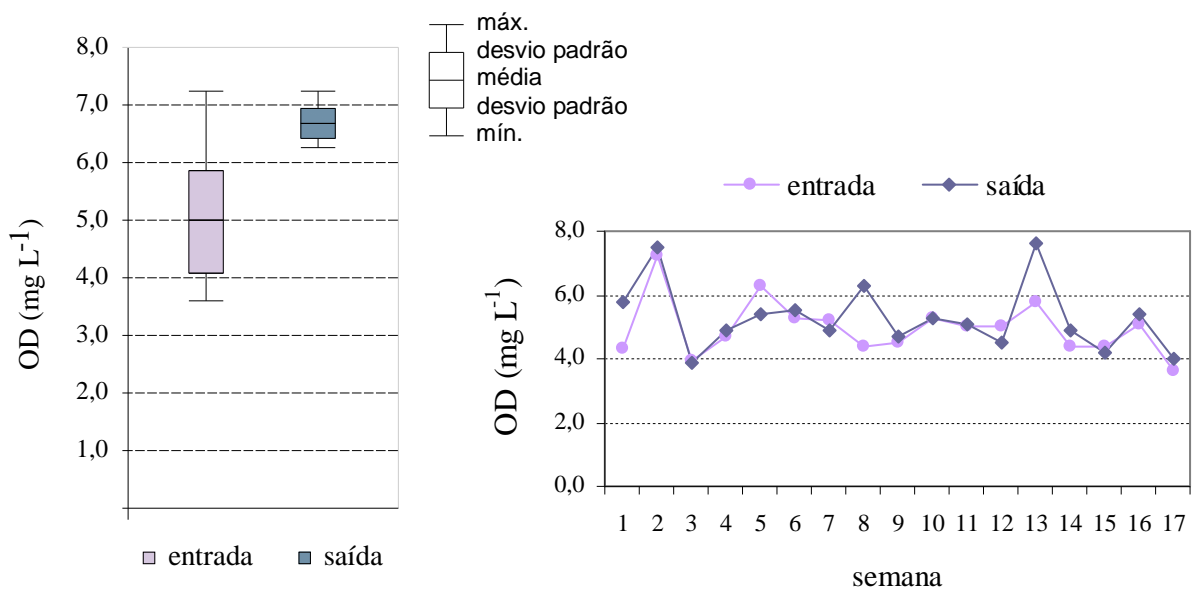 máx.
desvio padrão
média
desvio padrão
mín.
8,0
7,0
6,0
5,0
4,0
3,0
2,0
1,0
OD (mg L-1)
entrada saída
entrada saída
8,0
6,0
4,0
2,0
0,0
OD (mg L-1)
1 2 3 4 5 6 7 8 9 10 11 12 13 14 15 16 17
semana